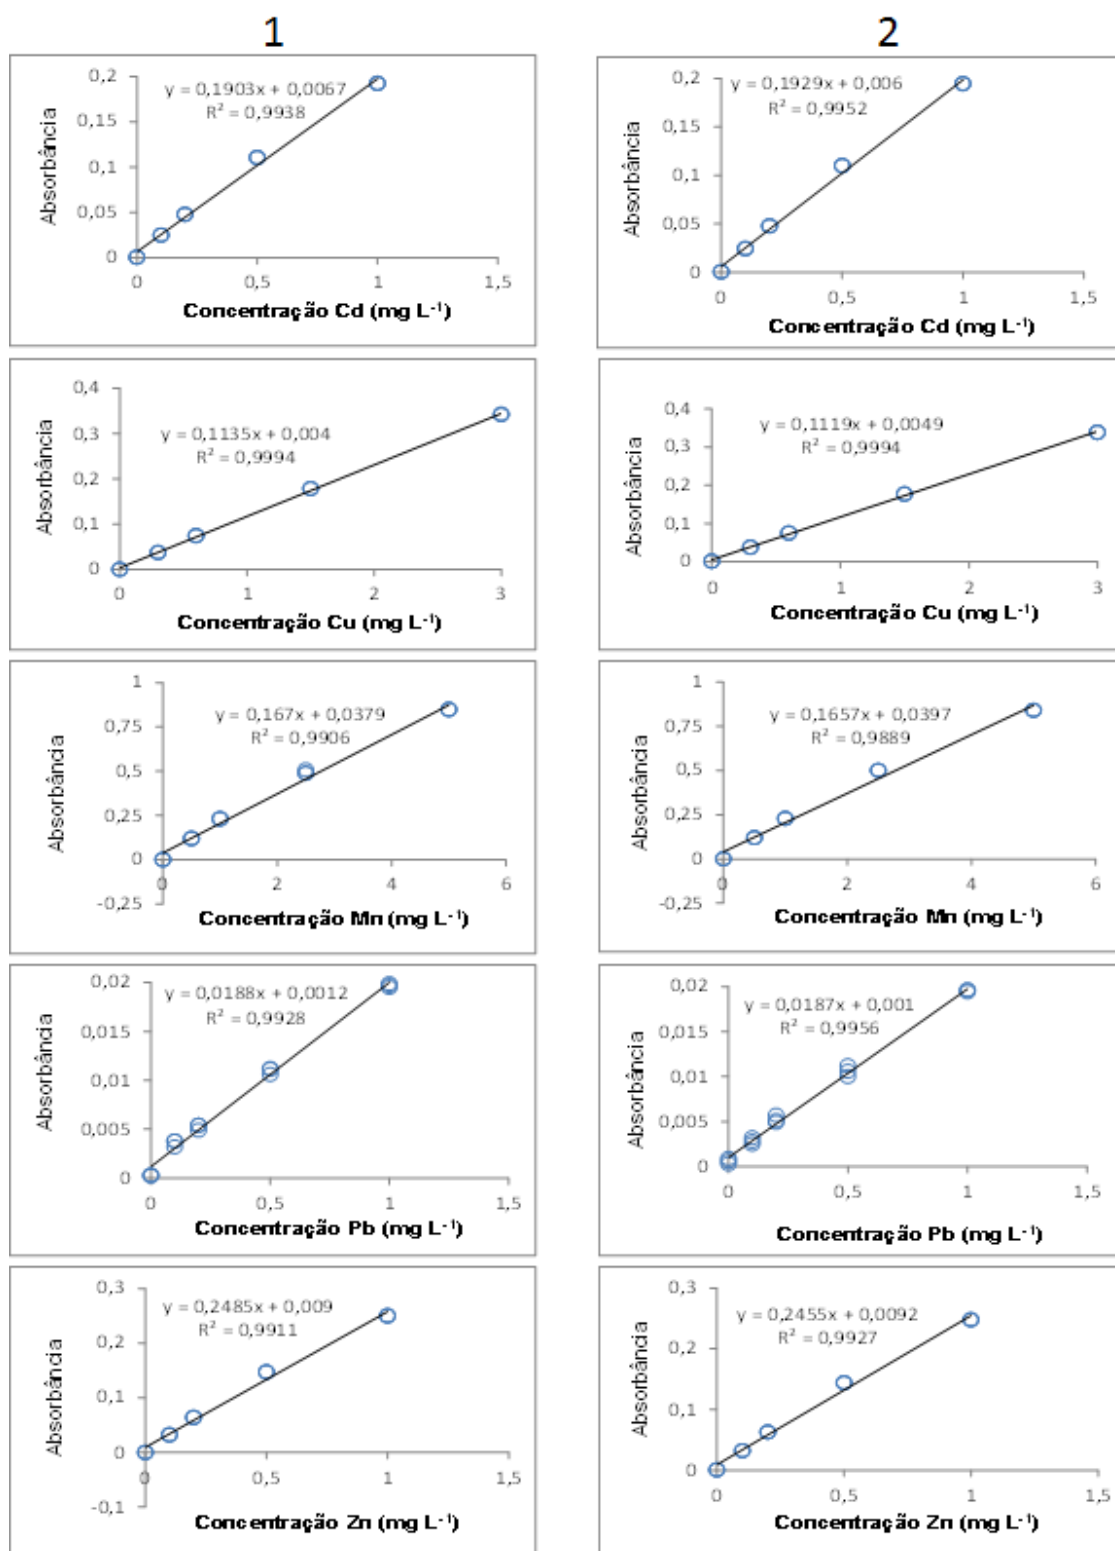 1
2
0,2
0,15
0,1
0,05
0
y = 0,1903x + 0,0067
R² = 0,9938
Absorbância
0 0,5 1 1,5
Concentração Cd (mg L⁻¹)
0,2
0,15
0,1
0,05
0
y = 0,1929x + 0,006
R² = 0,9952
Absorbância
0 0,5 1 1,5
Concentração Cd (mg L⁻¹)
0,4
0,3
0,2
0,1
0
y = 0,1135x + 0,004
R² = 0,9994
Absorbância
0 1 2 3
Concentração Cu (mg L⁻¹)
0,4
0,3
0,2
0,1
0
y = 0,1119x + 0,0049
R² = 0,9994
Absorbância
0 1 2 3
Concentração Cu (mg L⁻¹)
1
0,75
0,5
0,25
0
-0,25
y = 0,167x + 0,0379
R² = 0,9906
Absorbância
0 2 4 6
Concentração Mn (mg L⁻¹)
1
0,75
0,5
0,25
0
-0,25
y = 0,1657x + 0,0397
R² = 0,9889
Absorbância
0 2 4 6
Concentração Mn (mg L⁻¹)
0,02
0,015
0,01
0,005
0
y = 0,0188x + 0,0012
R² = 0,9928
Absorbância
0 0,5 1 1,5
Concentração Pb (mg L⁻¹)
0,02
0,015
0,01
0,005
0
y = 0,0187x + 0,001
R² = 0,9956
Absorbância
0 0,5 1 1,5
Concentração Pb (mg L⁻¹)
0,3
0,2
0,1
0
-0,1
y = 0,2485x + 0,009
R² = 0,9911
Absorbância
0 0,5 1 1,5
Concentração Zn (mg L⁻¹)
0,3
0,2
0,1
0
y = 0,2455x + 0,0092
R² = 0,9927
Absorbância
0 0,5 1 1,5
Concentração Zn (mg L⁻¹)